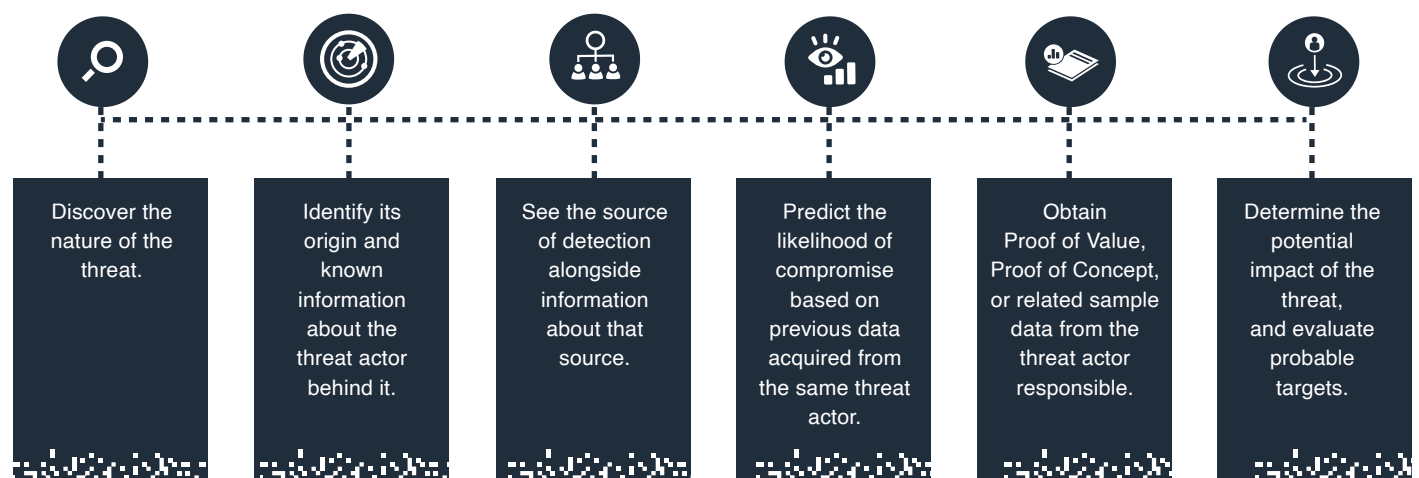 Discover the
nature of the
threat.
Identify its
origin and
known
information
about the
threat actor
behind it.
See the source
of detection
alongside
information
about that
source.
Predict the
likelihood of
compromise
based on
previous data
acquired from
the same threat
actor.
Obtain
Proof of Value,
Proof of Concept,
or related sample
data from the
threat actor
responsible.
Determine the
potential
impact of the
threat,
and evaluate
probable
targets.